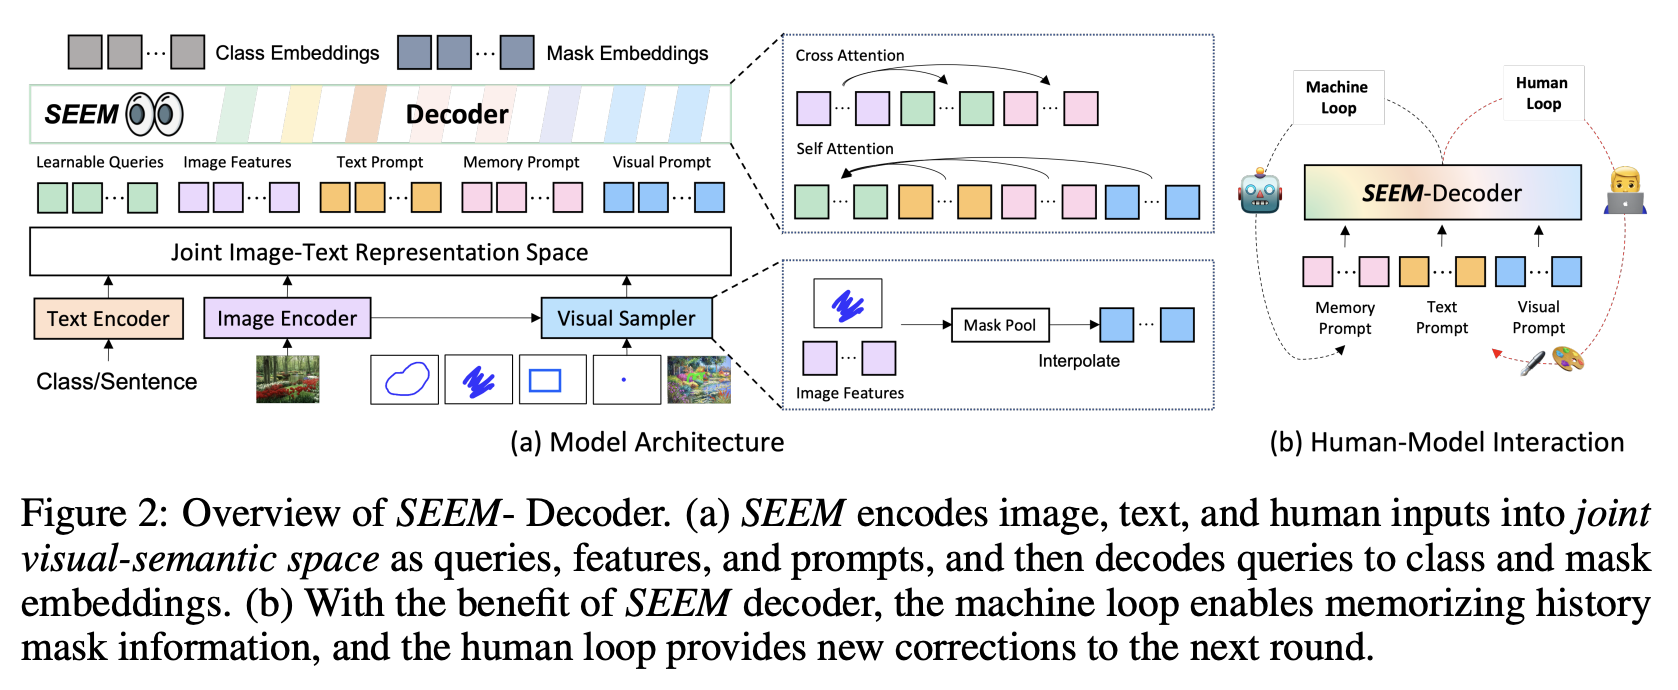 Class Embeddings
Mask Embeddings
SEEM Decoder
Learnable Queries
Image Features
Text Prompt
Memory Prompt
Visual Prompt
Joint Image-Text Representation Space
Text Encoder
Image Encoder
Visual Sampler
Class/Sentence
Cross Attention
Self Attention
Mask Pool
Interpolate
Image Features
(a) Model Architecture
Machine
Loop
Human
Loop
SEEM-Decoder
Memory
Prompt
Text
Prompt
Visual
Prompt
(b) Human-Model Interaction
Figure 2: Overview of SEEM- Decoder. (a) SEEM encodes image, text, and human inputs into joint
visual-semantic space as queries, features, and prompts, and then decodes queries to class and mask
embeddings. (b) With the benefit of SEEM decoder, the machine loop enables memorizing history
mask information, and the human loop provides new corrections to the next round.